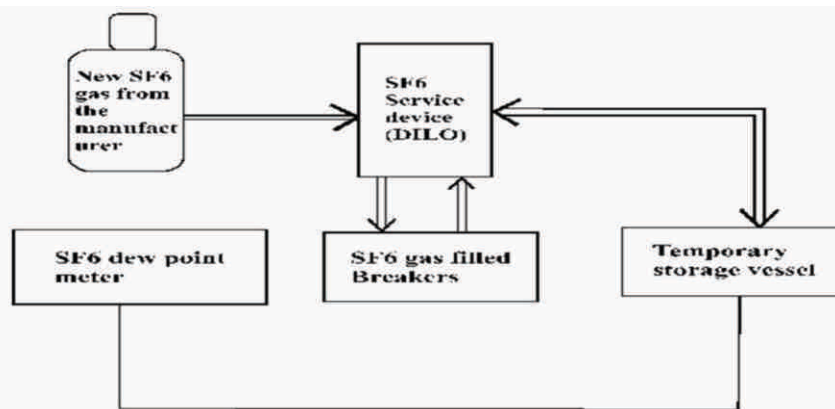 New SF6
gas from
the
manufact
urer
SF6
Service
device
(DILO)
SF6 dew point
meter
SF6 gas filled
Breakers
Temporary
storage vessel